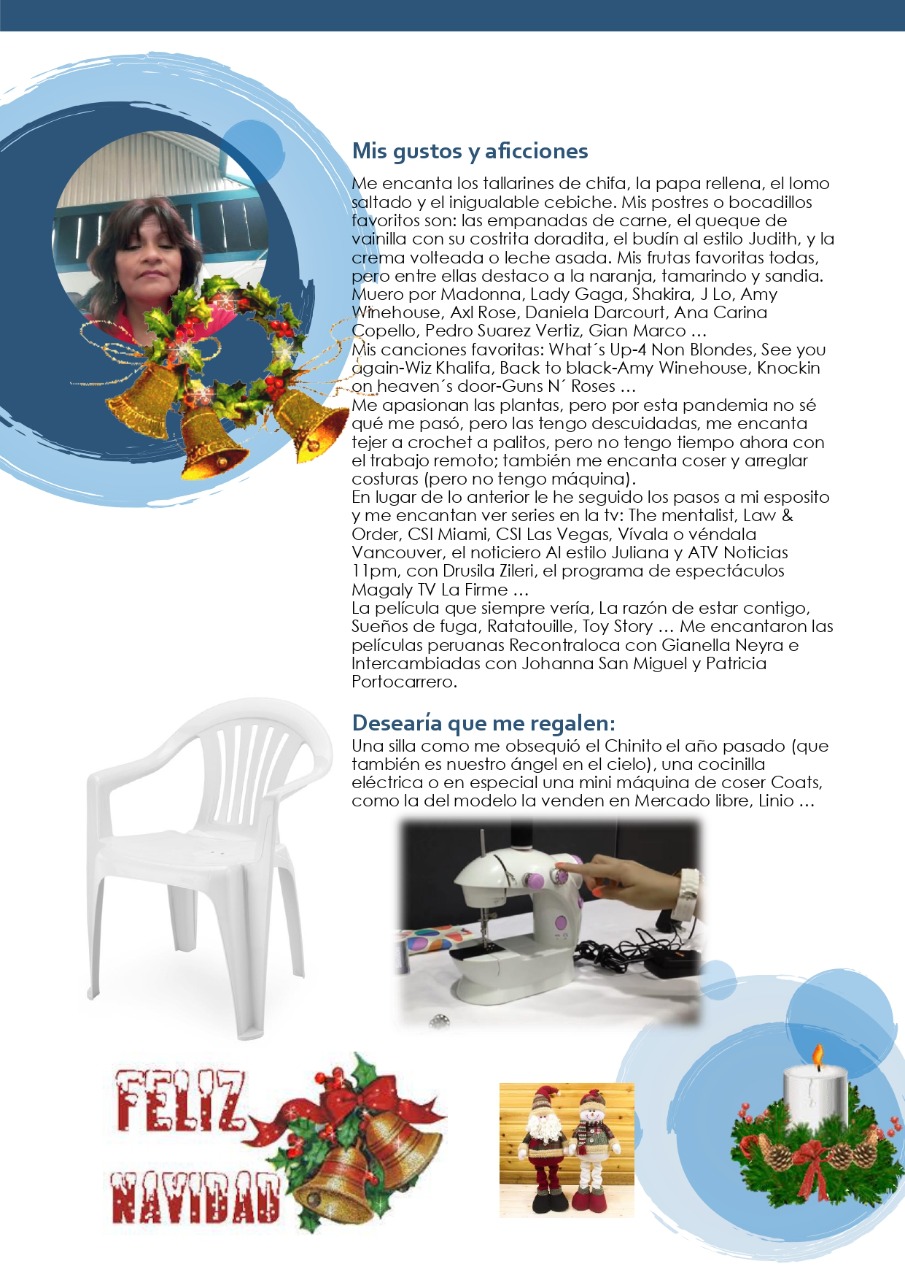 Mis gustos y aficciones
Me encanta los tallarines de chifa, la papa rellena, el lomo
saltado y el inigualable cebiche. Mis postres o bocadillos
favoritos son: las empanadas de carne, el queque de
vainilla con su costrita doradita, el budín al estilo Judith, y la
crema volteada o leche asada. Mis frutas favoritas todas,
pero entre ellas destaco a la naranja, tamarindo y sandia.
Muero por Madonna, Lady Gaga, Shakira, J Lo, Amy
Winehouse, Axl Rose, Daniela Darcourt, Ana Carina
Copello, Pedro Suarez Vertiz, Gian Marco …
Mis canciones favoritas: What´s Up-4 Non Blondes, See you
again-Wiz Khalifa, Back to black-Amy Winehouse, Knockin
on heaven´s door-Guns N´ Roses …
Me apasionan las plantas, pero por esta pandemia no sé
qué me pasó, pero las tengo descuidadas, me encanta
tejer a crochet a palitos, pero no tengo tiempo ahora con
el trabajo remoto; también me encanta coser y arreglar
costuras (pero no tengo máquina).
En lugar de lo anterior le he seguido los pasos a mi esposito
y me encantan ver series en la tv: The mentalist, Law &
Order, CSI Miami, CSI Las Vegas, Vívala o véndala
Vancouver, el noticiero Al estilo Juliana y ATV Noticias
11pm, con Drusila Zileri, el programa de espectáculos
Magaly TV La Firme …
La película que siempre vería, La razón de estar contigo,
Sueños de fuga, Ratatouille, Toy Story … Me encantaron las
películas peruanas Recontraloca con Gianella Neyra e
Intercambiadas con Johanna San Miguel y Patricia
Portocarrero.
Desearía que me regalen:
Una silla como me obsequió el Chinito el año pasado (que
también es nuestro ángel en el cielo), una cocinilla
eléctrica o en especial una mini máquina de coser Coats,
como la del modelo la venden en Mercado libre, Linio …
FELIZ
NAVIDAD